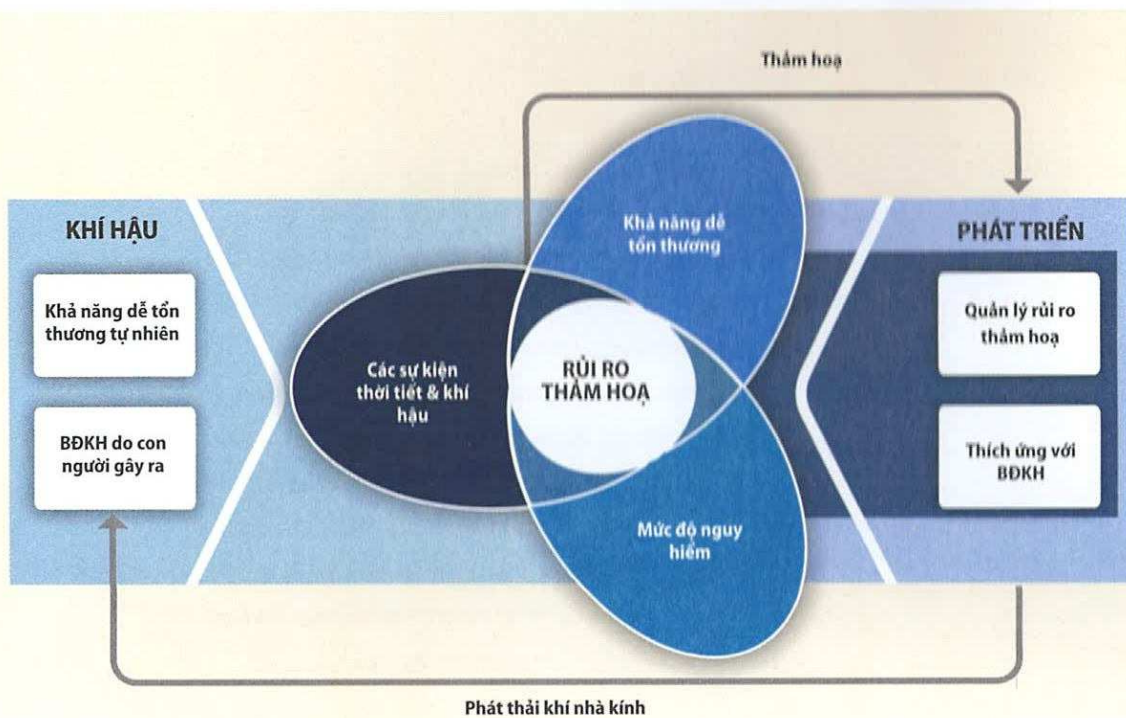 Thảm hoạ
KHÍ HẬU
Khả năng dễ tổn
thương tự nhiên
BĐKH do con
người gây ra
Các sự kiện
thời tiết & khí
hậu
Khả năng dễ
tổn thương
RỦI RO
THẢM HOẠ
Mức độ nguy
hiểm
PHÁT TRIỂN
Quản lý rủi ro
thảm hoạ
Thích ứng với
BĐKH
Phát thải khí nhà kính